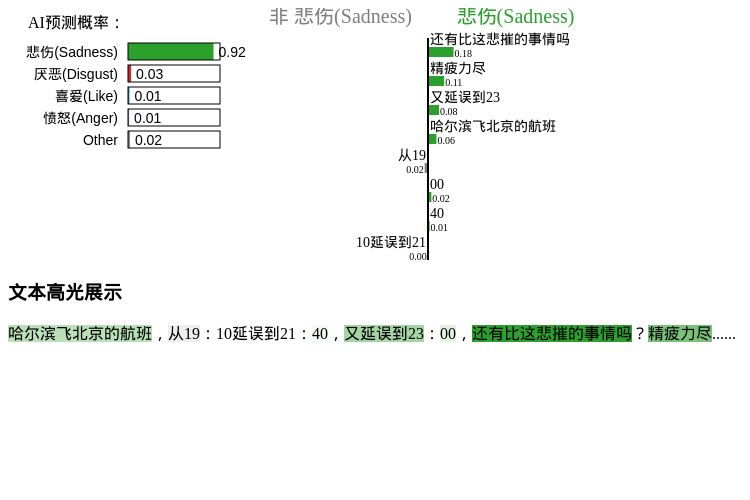 AI预测概率：
悲伤(Sadness) 0.92
厌恶(Disgust) 0.03
喜爱(Like) 0.01
愤怒(Anger) 0.01
Other 0.02
非 悲伤(Sadness) 悲伤(Sadness)
还有比这悲摧的事情吗
0.18
精疲力尽
0.11
又延误到23
0.08
哈尔滨飞北京的航班
0.06
从19
0.02
00
0.02
40
0.01
10延误到21
0.00
文本高光展示
哈尔滨飞北京的航班，从19：10延误到21：40，又延误到23：00，还有比这悲摧的事情吗？精疲力尽......